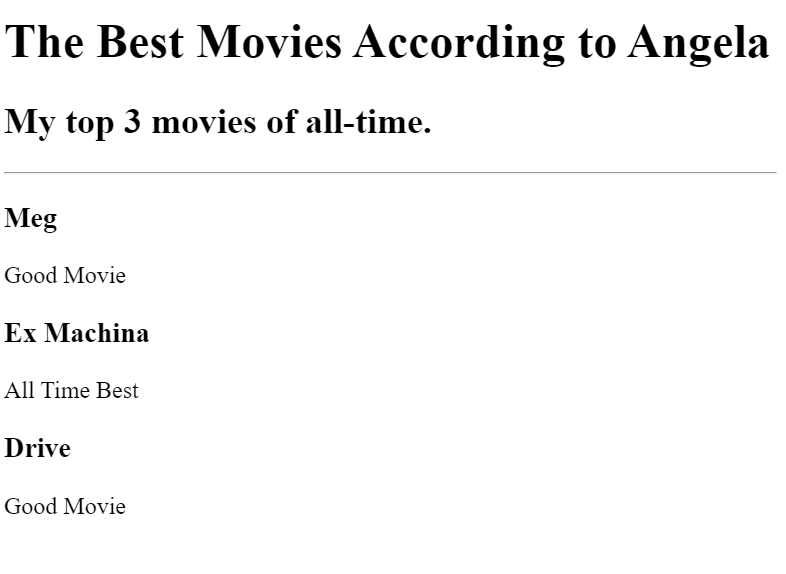 The Best Movies According to Angela
My top 3 movies of all-time.
Meg
Good Movie
Ex Machina
All Time Best
Drive
Good Movie